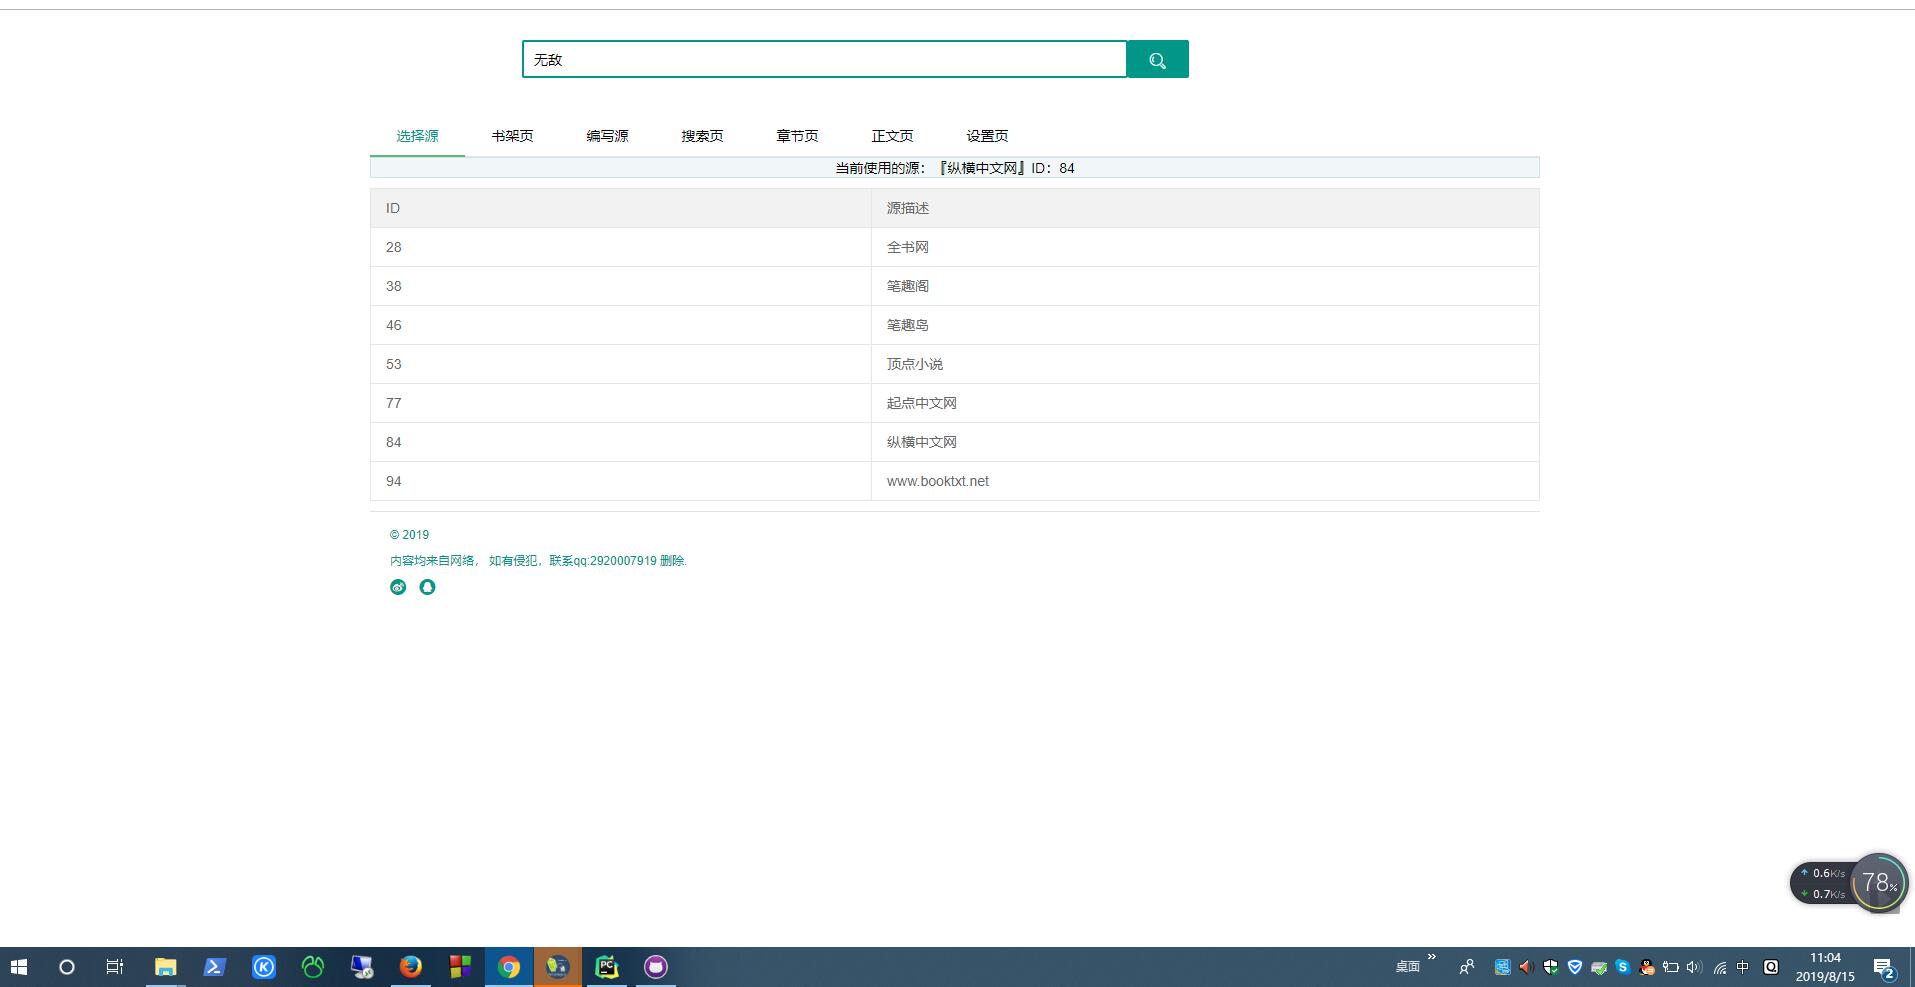 无敌
选择源 书架页 编写源 搜索页 章节页 正文页 设置页
当前使用的源：『纵横中文网』ID：84
ID 源描述
28 全书网
38 笔趣阁
46 笔趣岛
53 顶点小说
77 起点中文网
84 纵横中文网
94 www.booktxt.net
© 2019
内容均来自网络， 如有侵犯，联系qq:2920007919 删除.
0.6K/s
0.7K/s
78%
桌面 » 中 11:04
2019/8/15
2